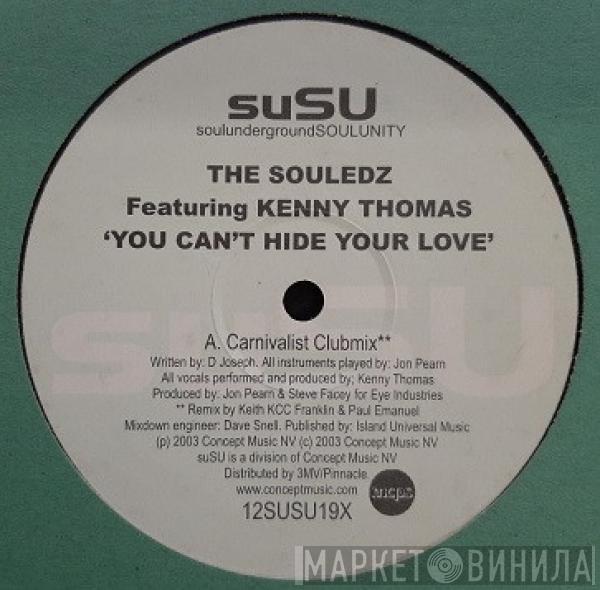 suSU
soulundergroundSOULUNITY
THE SOULEDZ
Featuring KENNY THOMAS
‘YOU CAN’T HIDE YOUR LOVE’
suSU
A. Carnivalist Clubmix**
Written by: D Joseph. All instruments played by: Jon Pearn
All vocals performed and produced by; Kenny Thomas
Produced by: Jon Pearn & Steve Facey for Eye Industries
** Remix by Keith KCC Franklin & Paul Emanuel
Mixdown engineer: Dave Snell. Published by: Island Universal Music
(p) 2003 Concept Music NV (c) 2003 Concept Music NV
suSU is a division of Concept Music NV
Distributed by 3MV/Pinnacle
www.conceptmusic.com
mcps
12SUSU19X
МАРКЕТ ВИНИЛА